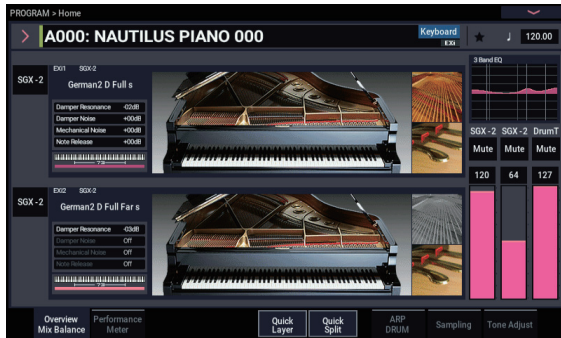 PROGRAM > Home
A000: NAUTILUS PIANO 000
Keyboard
EXi
♩ 120.00
SGX-2
EXi1 SGX-2
German2 D Full s
Damper Resonance -02dB
Damper Noise +00dB
Mechanical Noise +00dB
Note Release +00dB
73
SGX-2
EXi2 SGX-2
German2 D Full Far s
Damper Resonance -03dB
Damper Noise Off
Mechanical Noise Off
Note Release Off
73
3 Band EQ
SGX-2 SGX-2 DrumT
Mute Mute Mute
120 64 127
Overview
Mix Balance
Performance
Meter
Quick
Layer
Quick
Split
ARP
DRUM
Sampling
Tone Adjust